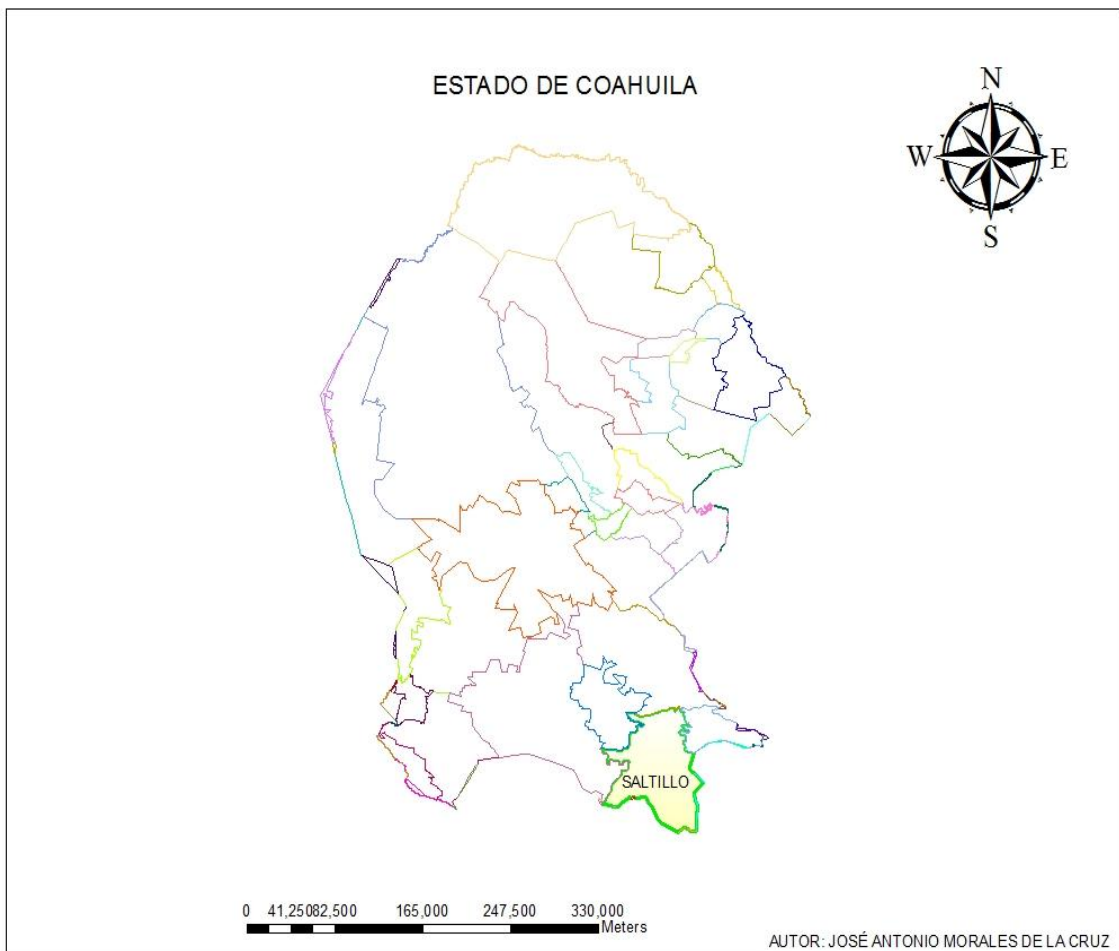 ESTADO DE COAHUILA
N
W E
S
SALTILLO
0 41,25082,500 165,000 247,500 330,000
Meters
AUTOR: JOSÉ ANTONIO MORALES DE LA CRUZ